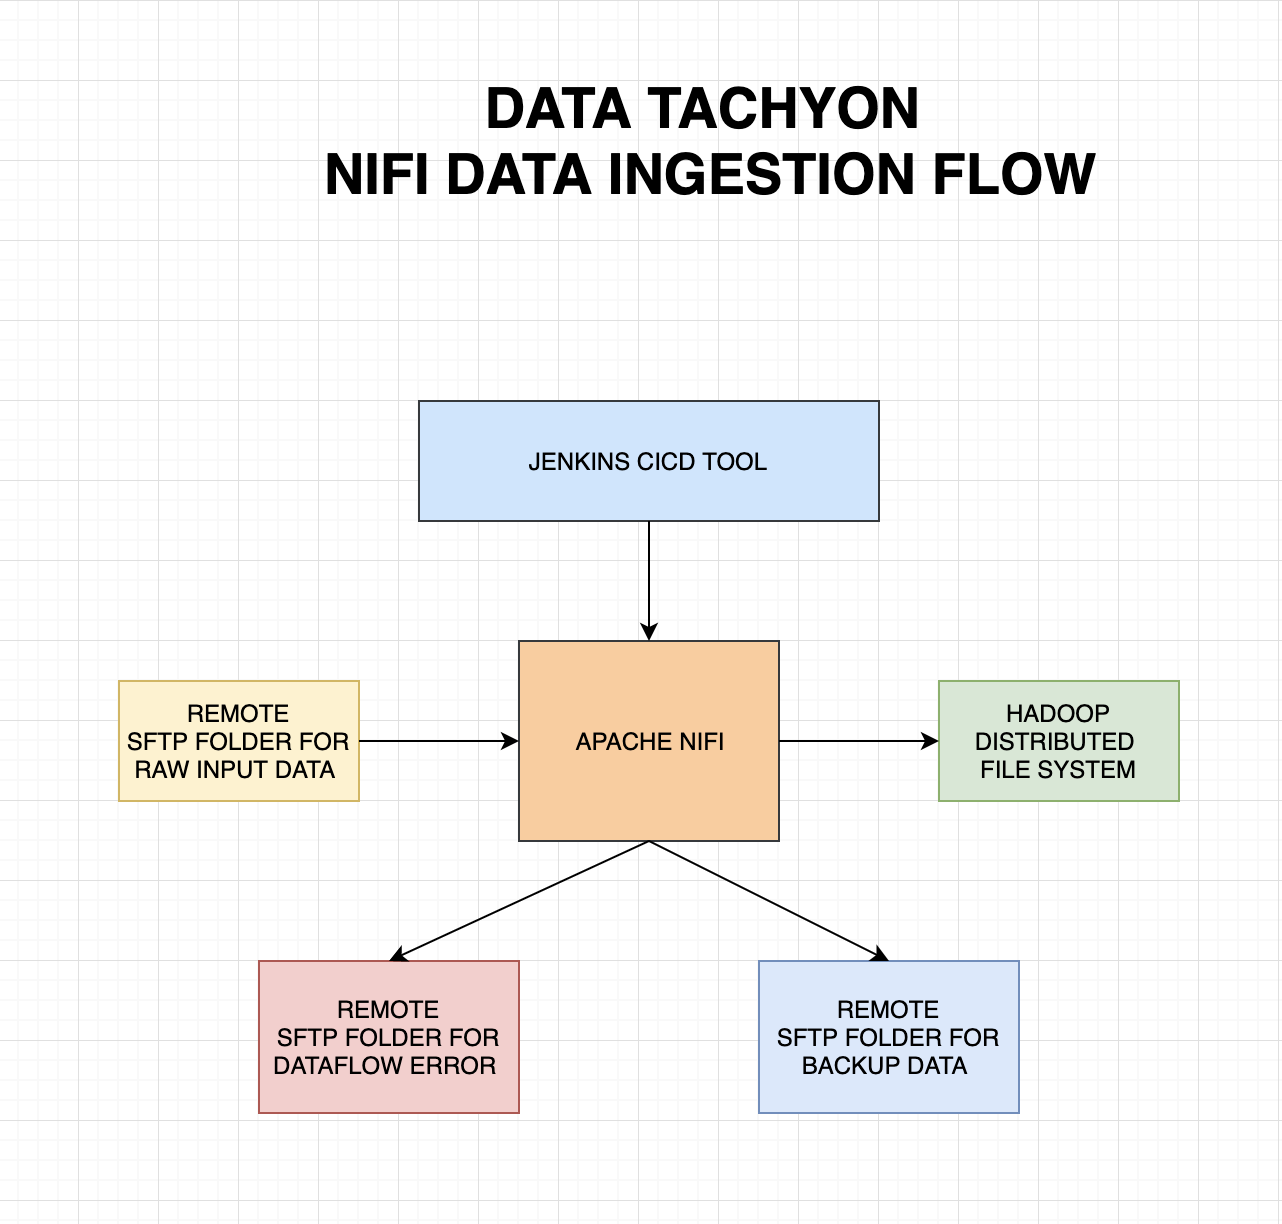 DATA TACHYON
NIFI DATA INGESTION FLOW
JENKINS CICD TOOL
REMOTE
SFTP FOLDER FOR
RAW INPUT DATA
APACHE NIFI
HADOOP
DISTRIBUTED
FILE SYSTEM
REMOTE
SFTP FOLDER FOR
DATAFLOW ERROR
REMOTE
SFTP FOLDER FOR
BACKUP DATA